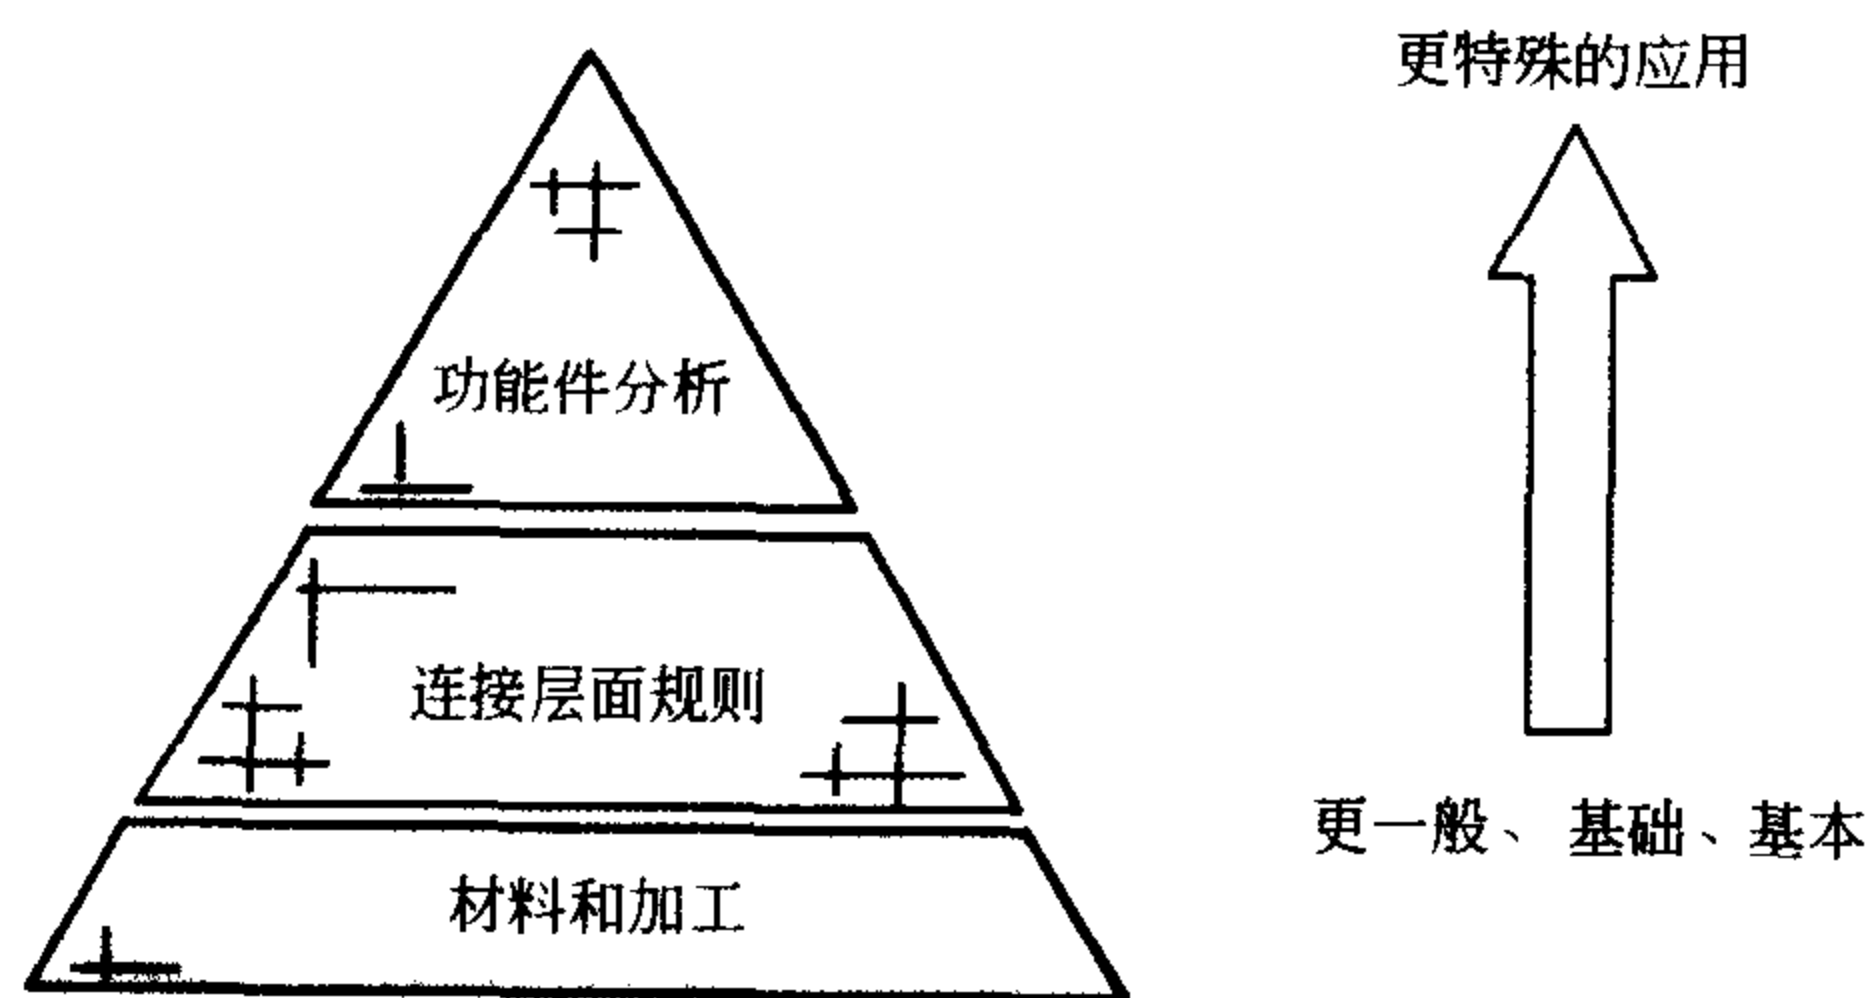 更特殊的应用
功能件分析
连接层面规则
更一般、基础、基本
材料和加工